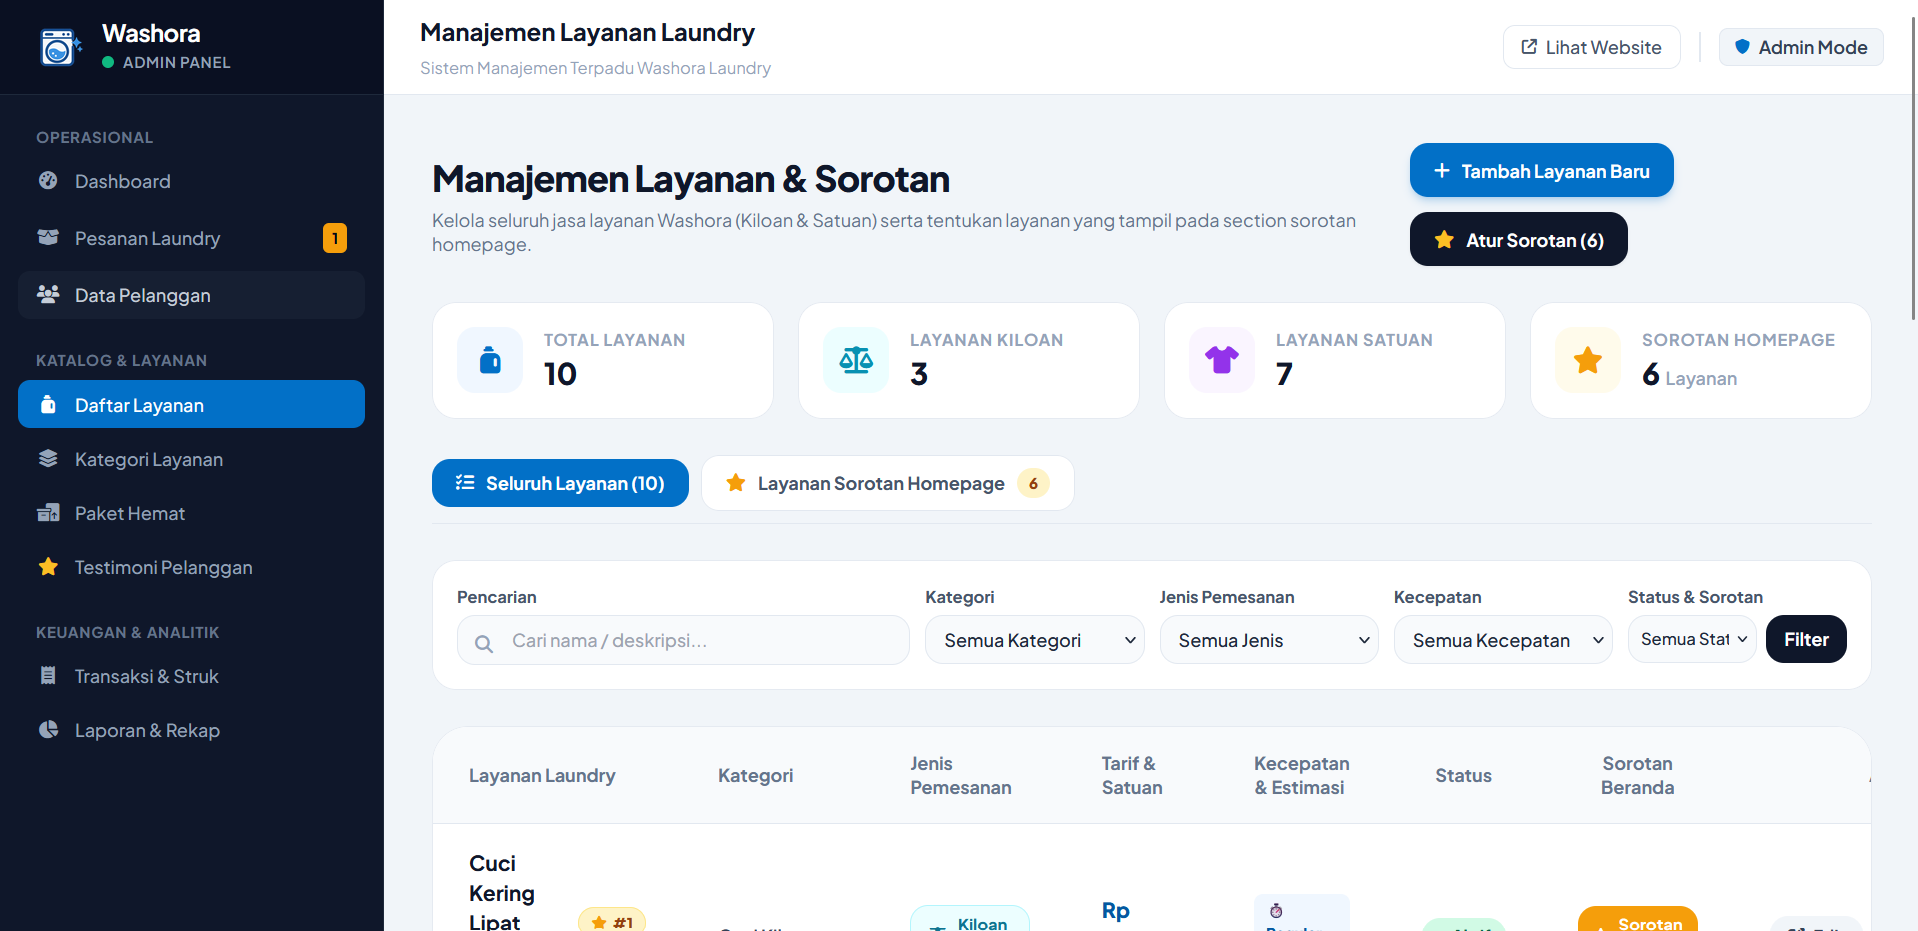 Washora
ADMIN PANEL
OPERASIONAL
Dashboard
Pesanan Laundry
1
Data Pelanggan
KATALOG & LAYANAN
Daftar Layanan
Kategori Layanan
Paket Hemat
Testimoni Pelanggan
KEUANGAN & ANALITIK
Transaksi & Struk
Laporan & Rekap
Manajemen Layanan Laundry
Sistem Manajemen Terpadu Washora Laundry
Lihat Website
Admin Mode
Manajemen Layanan & Sorotan
Kelola seluruh jasa layanan Washora (Kiloan & Satuan) serta tentukan layanan yang tampil pada section sorotan
homepage.
Tambah Layanan Baru
Atur Sorotan (6)
TOTAL LAYANAN
10
LAYANAN KILOAN
3
LAYANAN SATUAN
7
SOROTAN HOMEPAGE
6 Layanan
Seluruh Layanan (10)
Layanan Sorotan Homepage 6
Pencarian
Cari nama / deskripsi...
Kategori
Semua Kategori
Jenis Pemesanan
Semua Jenis
Kecepatan
Semua Kecepatan
Status & Sorotan
Semua Stat
Filter
Layanan Laundry
Kategori
Jenis
Pemesanan
Tarif &
Satuan
Kecepatan
& Estimasi
Status
Sorotan
Beranda
Cuci
Kering
Lipat
#1
Kiloan
Rp
Sorotan